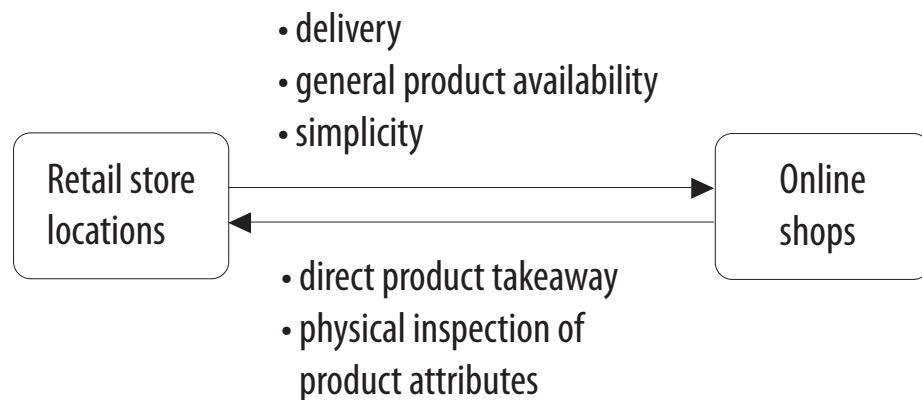 • delivery
• general product availability
• simplicity
Retail store
locations
Online
shops
• direct product takeaway
• physical inspection of
product attributes